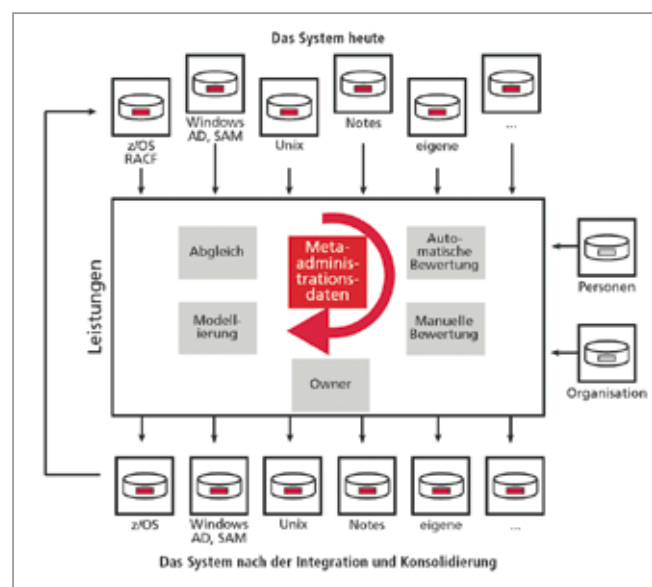 Das System heute
z/OS
RACF
Windows
AD, SAM
Unix
Notes
eigene
...
Leistungen
Abgleich
Meta-
adminis-
trations-
daten
Auto-
matische
Bewertung
Personen
Modell-
ierung
Manuelle
Bewertung
Owner
Organisation
z/OS
Windows
AD, SAM
Unix
Notes
eigene
...
Das System nach der Integration und Konsolidierung